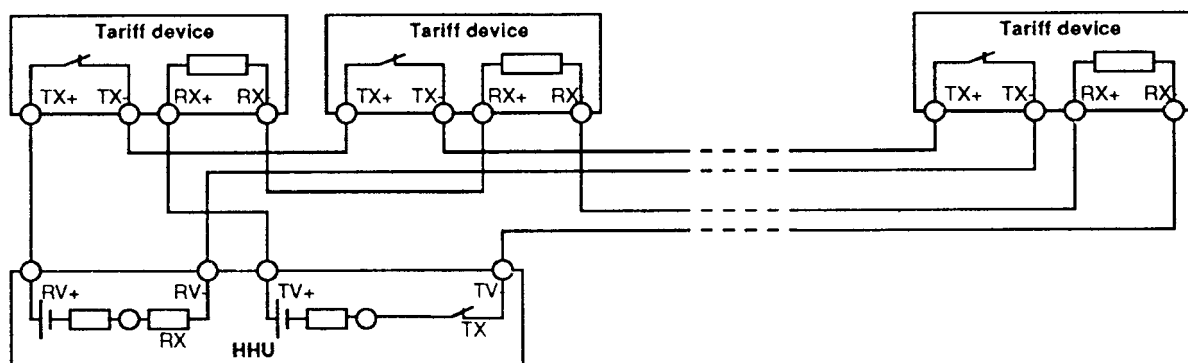 Tariff device Tariff device Tariff device
TX+ TX- RX+ RX- TX+ TX- RX+ RX- TX+ TX- RX+ RX-
RV+ RV- TV+ TV-
RX TX
HHU